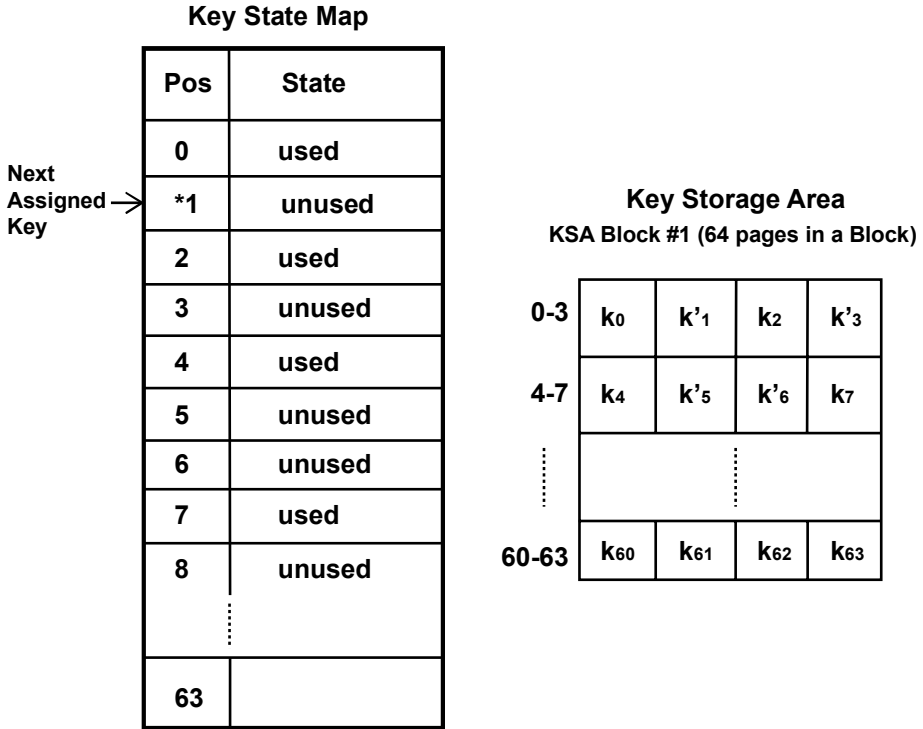 Key State Map
Pos State
0 used
Next
Assigned
Key
*1 unused
2 used
3 unused
4 used
5 unused
6 unused
7 used
8 unused
63
Key Storage Area
KSA Block #1 (64 pages in a Block)
0-3 k0 k’1 k2 k’3
4-7 k4 k’5 k’6 k7
60-63 k60 k61 k62 k63